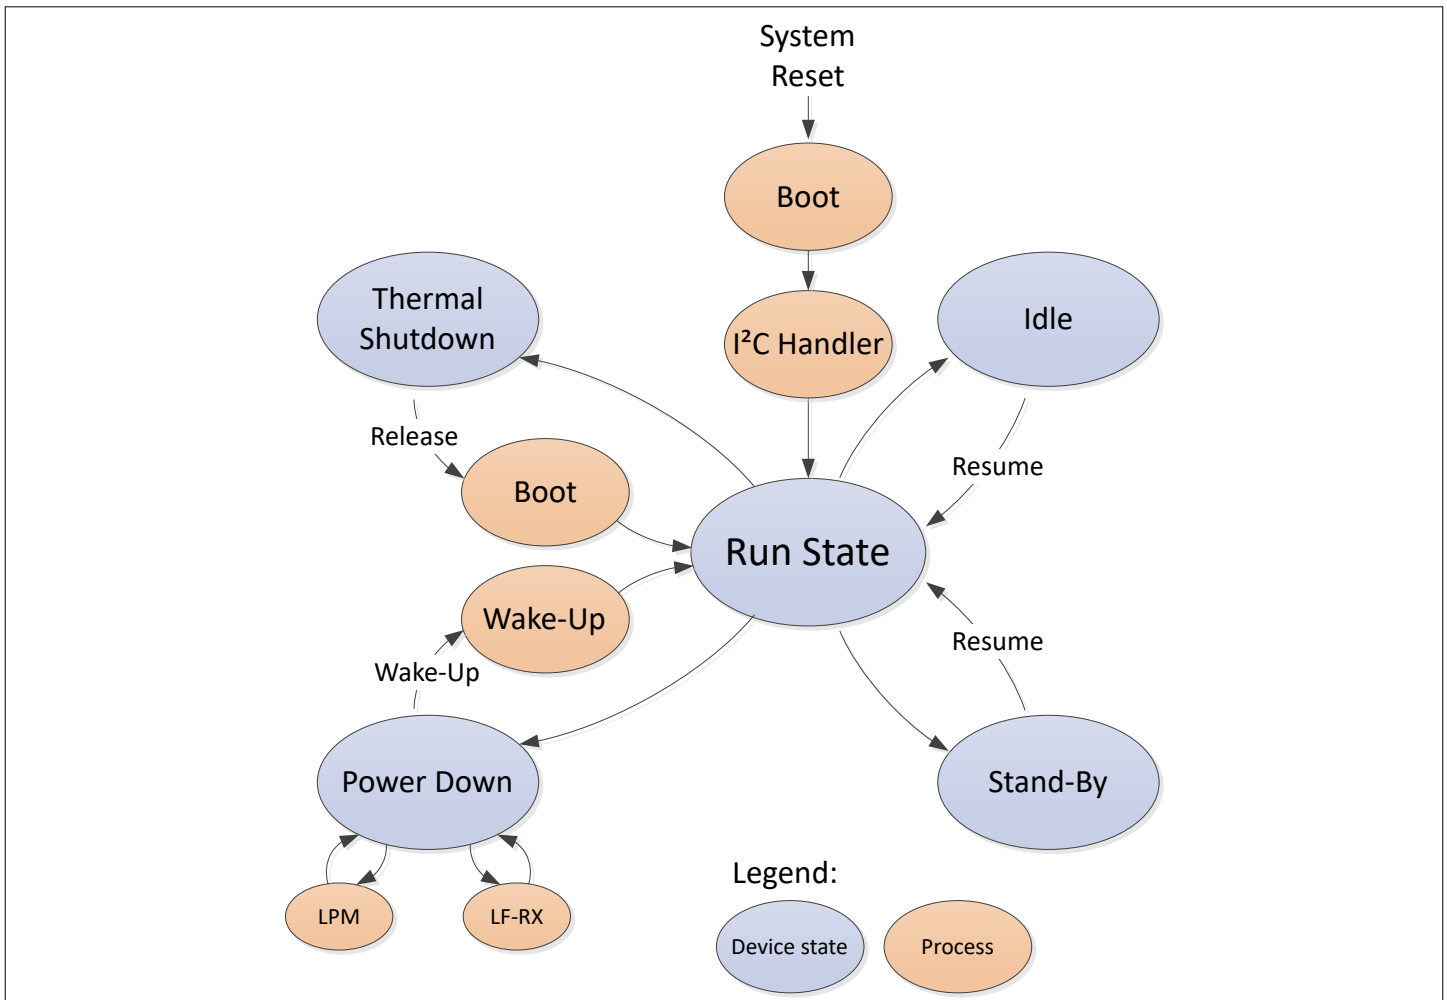 System
Reset
Boot
Thermal
Shutdown
I²C Handler
Idle
Release
Resume
Boot
Run State
Wake-Up
Resume
Wake-Up
Power Down
Stand-By
LPM
LF-RX
Legend:
Device state
Process